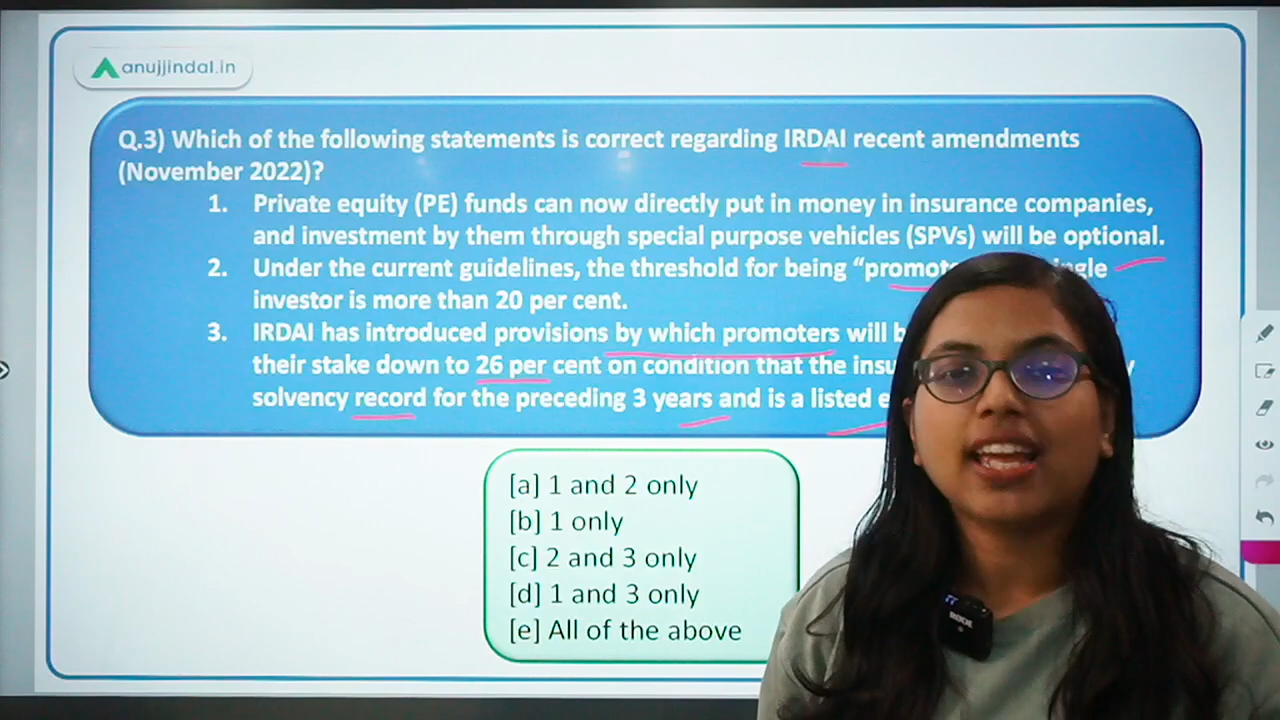 anujjindal.in
Q.3) Which of the following statements is correct regarding IRDAI recent amendments
(November 2022)?
1. Private equity (PE) funds can now directly put in money in insurance companies,
and investment by them through special purpose vehicles (SPVs) will be optional.
2. Under the current guidelines, the threshold for being “
investor is more than 20 per cent.
3. IRDAI has introduced provisions by which promoters will
their stake down to 26 per cent on condition that the
solvency record for the preceding 3 years and is a listed
[a] 1 and 2 only
[b] 1 only
[c] 2 and 3 only
[d] 1 and 3 only
[e] All of the above
RODE